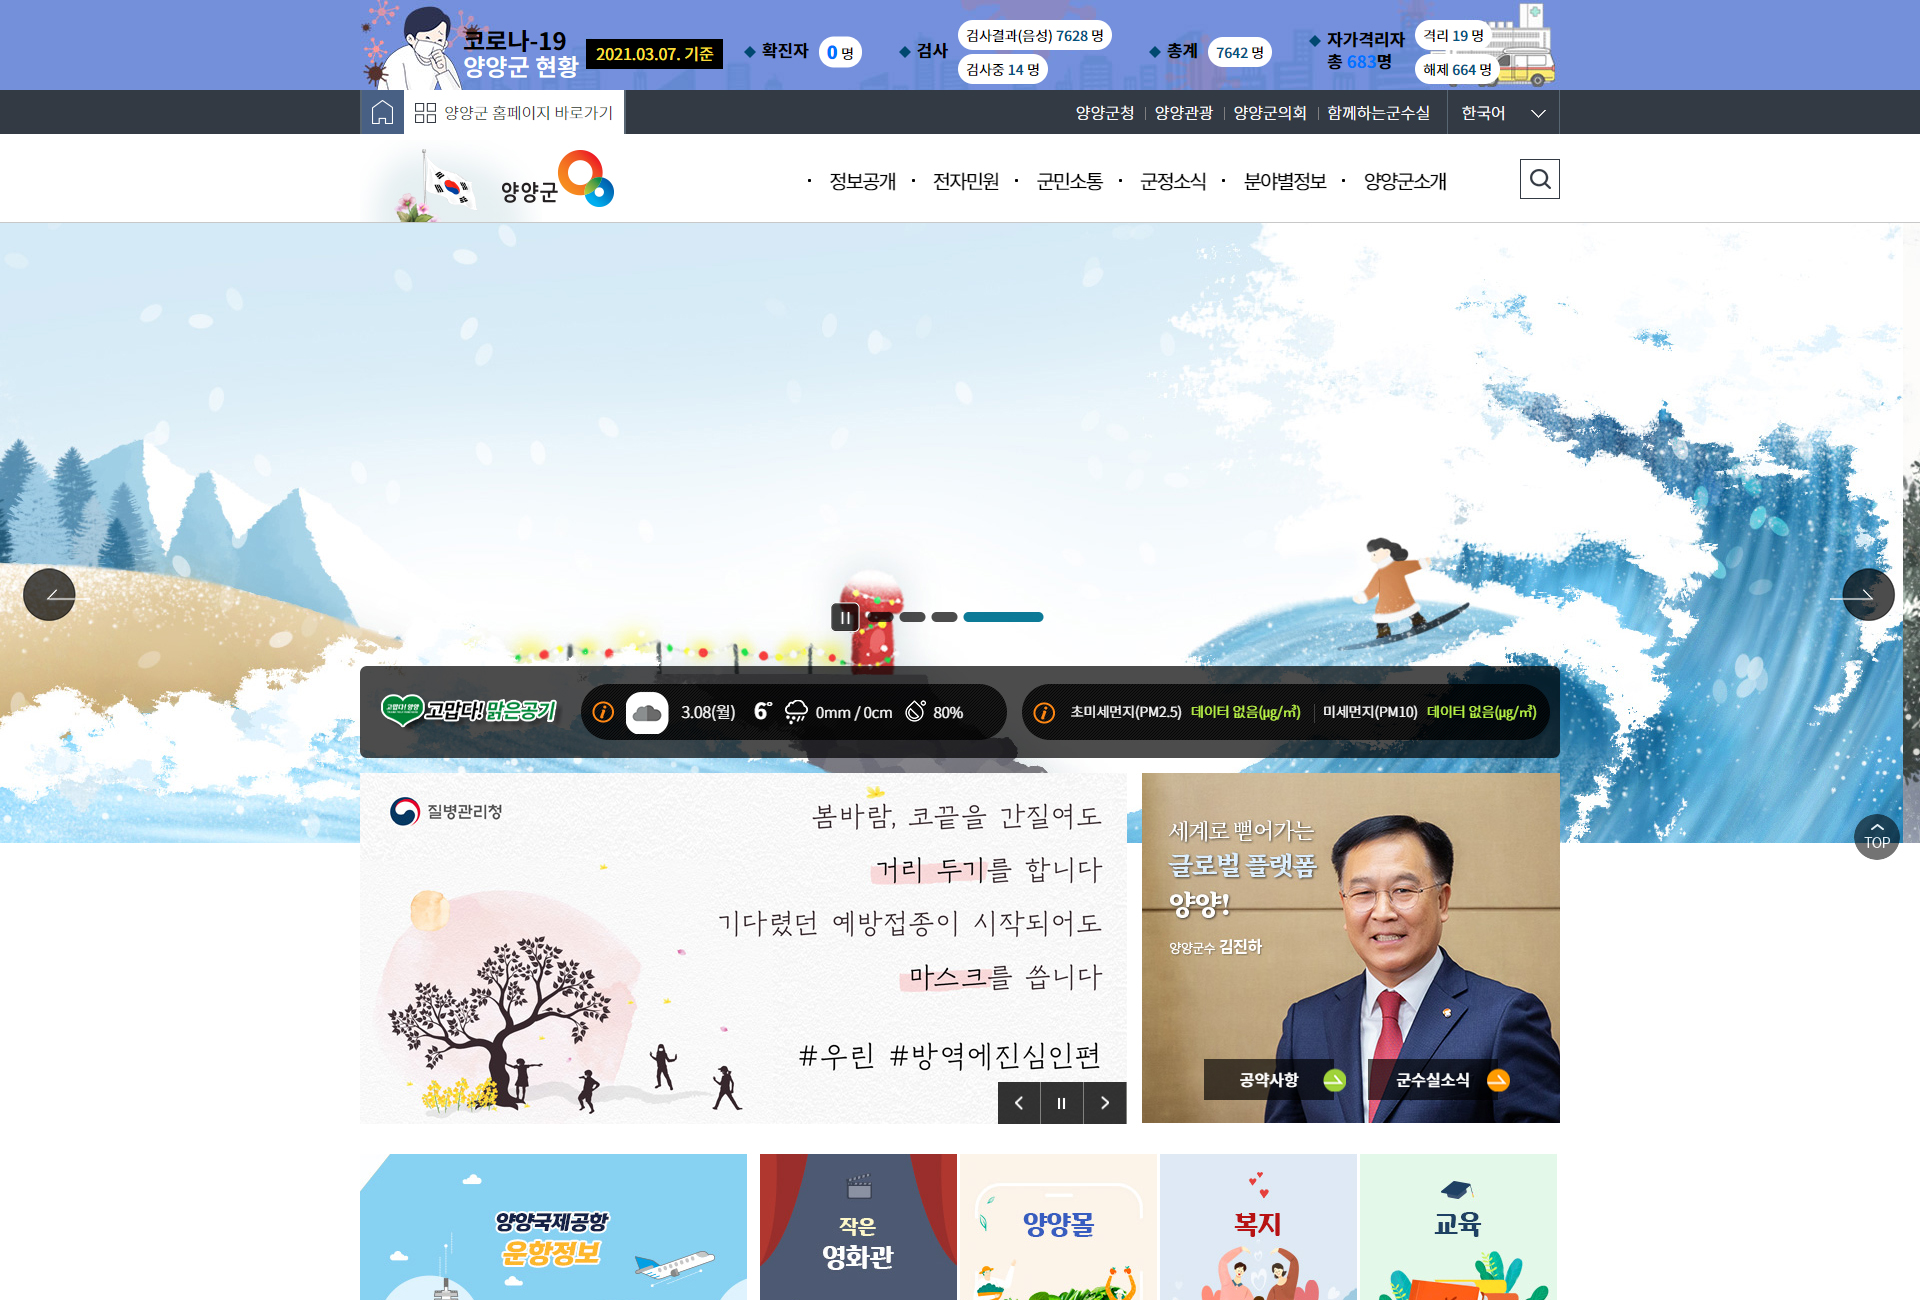 코로나-19
양양군 현황
2021.03.07. 기준
확진자 0 명
검사
검사결과(음성) 7628 명
검사중 14 명
총계 7642 명
자가격리자
총 683명
격리 19 명
해제 664 명
양양군 홈페이지 바로가기
양양군청 양양관광 양양군의회 함께하는군수실 한국어
양양군
정보공개 전자민원 군민소통 군정소식 분야별정보 양양군소개
고맙다! 양양
고맙다! 맑은공기
3.08(월) 6° 0mm / 0cm 80%
초미세먼지(PM2.5) 데이터 없음(㎍/㎥) 미세먼지(PM10) 데이터 없음(㎍/㎥)
TOP
질병관리청
봄바람, 코끝을 간질여도
거리 두기를 합니다
기다렸던 예방접종이 시작되어도
마스크를 씁니다
#우린 #방역에진심인편
세계로 뻗어가는
글로벌 플랫폼
양양!
양양군수 김진하
공약사항
군수실소식
양양국제공항
운항정보
작은
영화관
양양몰
복지
교육